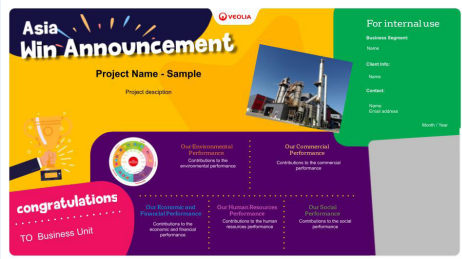 Asia
Win Announcement
VEOLIA
For internal use
Business Segment:
Name
Client Info:
Name
Contact:
Name
Email address
Month / Year
Project Name - Sample
Project desciption
Our Environmental
Performance
Contributions to the
environmental performance
Our Commercial
Performance
Contributions to the commercial
performance
congratulations
TO Business Unit
Our Economic and
Financial Performance
Contributions to the
economic and financial
performance
Our Human Resources
Performance
Contributions to the human
resources performance
Our Social
Performance
Contributions to the social
performance